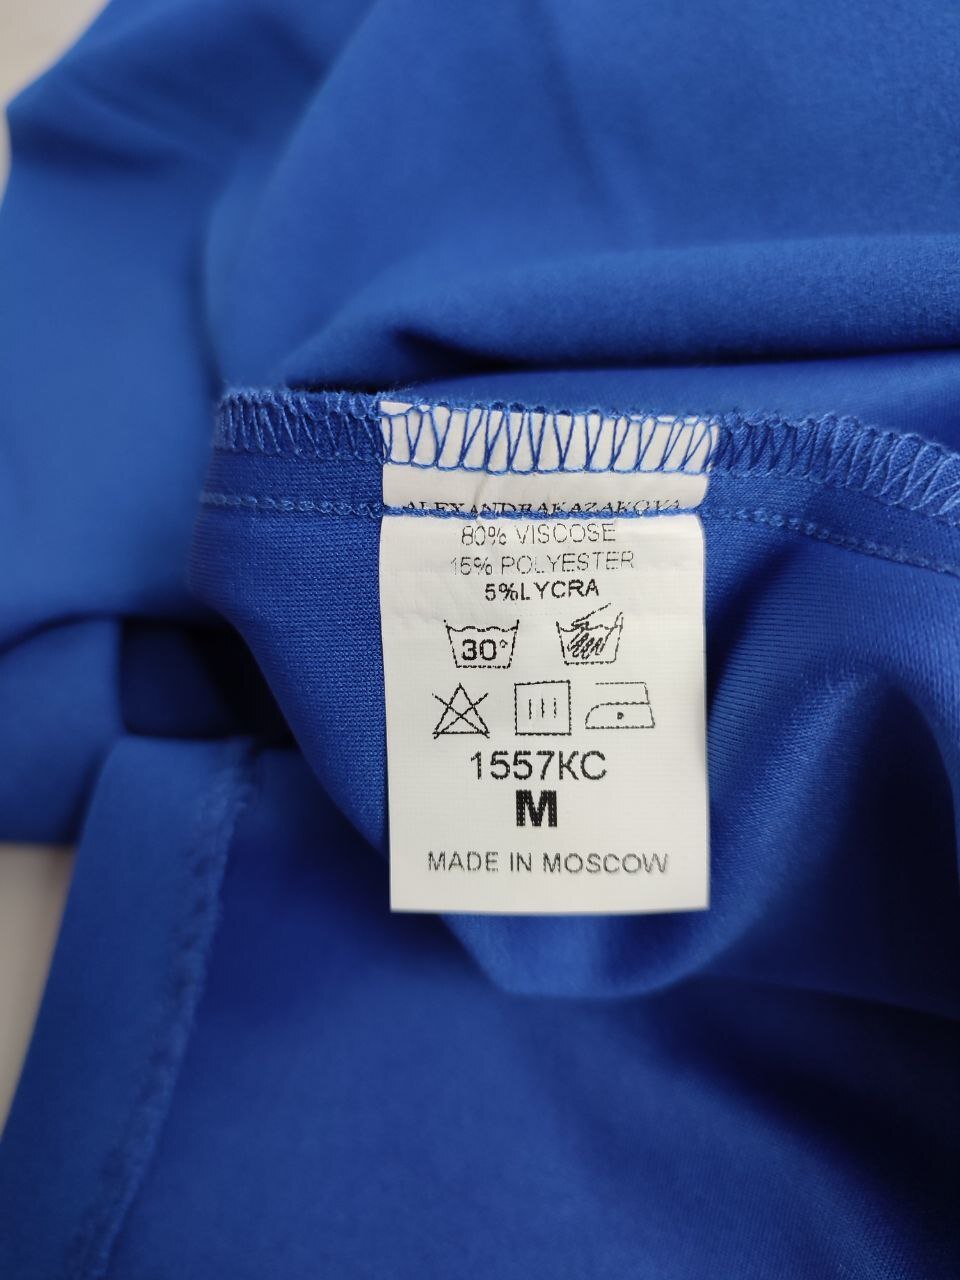 ALEXANDRAKAZAKOVA
80% VISCOSE
15% POLYESTER
5%LYCRA
30°
1557KC
M
MADE IN MOSCOW